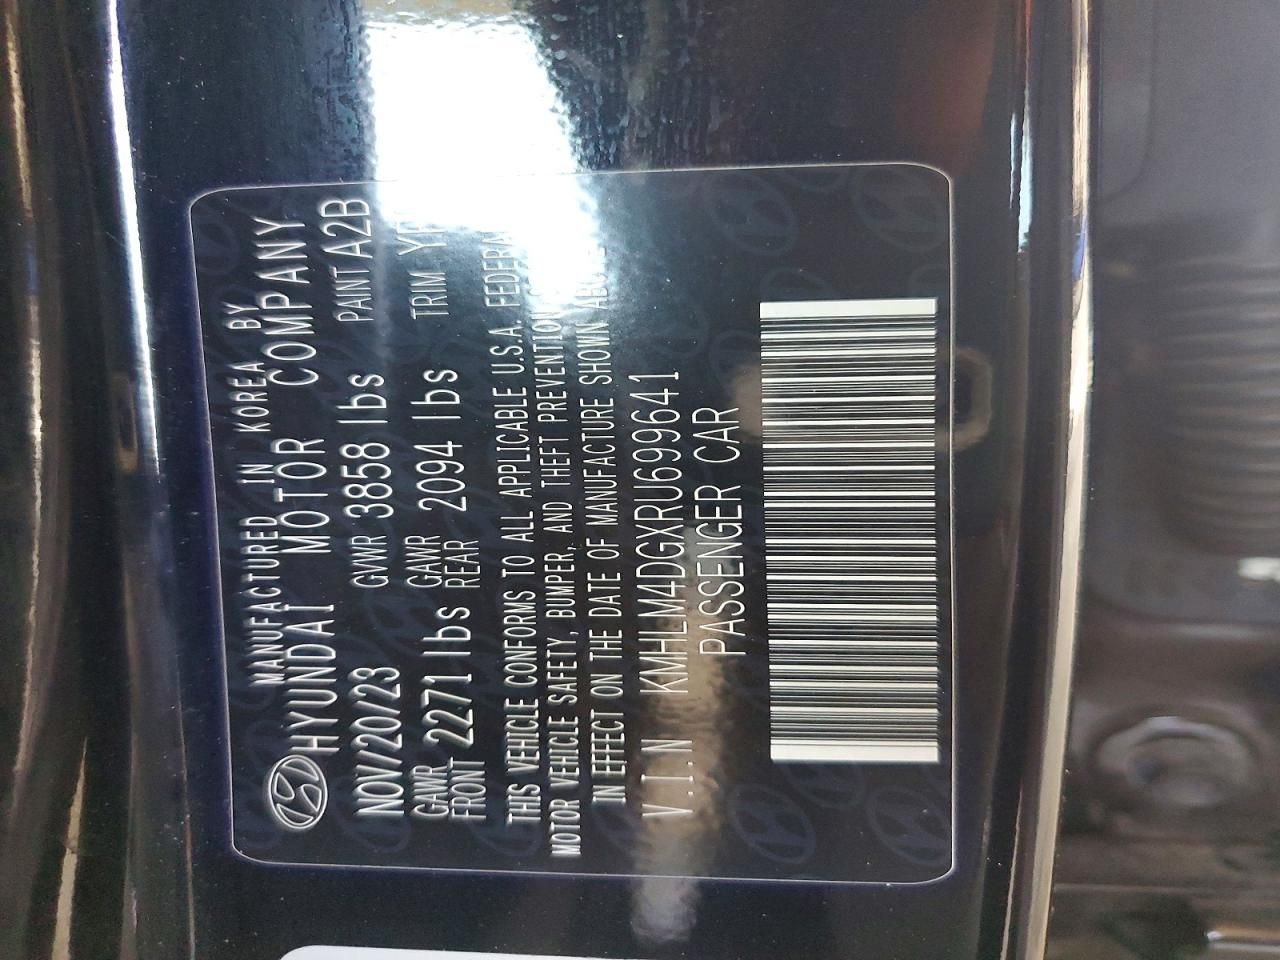 MANUFACTURED IN KOREA BY
HYUNDAI MOTOR COMPANY
NOV/20/23 GVWR 3858 lbs PAINT A2B
GAWR FRONT 2271 lbs GAWR REAR 2094 lbs TRIM
THIS VEHICLE CONFORMS TO ALL APPLICABLE U.S.A. FEDERAL
MOTOR VEHICLE SAFETY, BUMPER, AND THEFT PREVENTION
IN EFFECT ON THE DATE OF MANUFACTURE SHOWN
V.I.N KMHLM4DGXRU699641
PASSENGER CAR